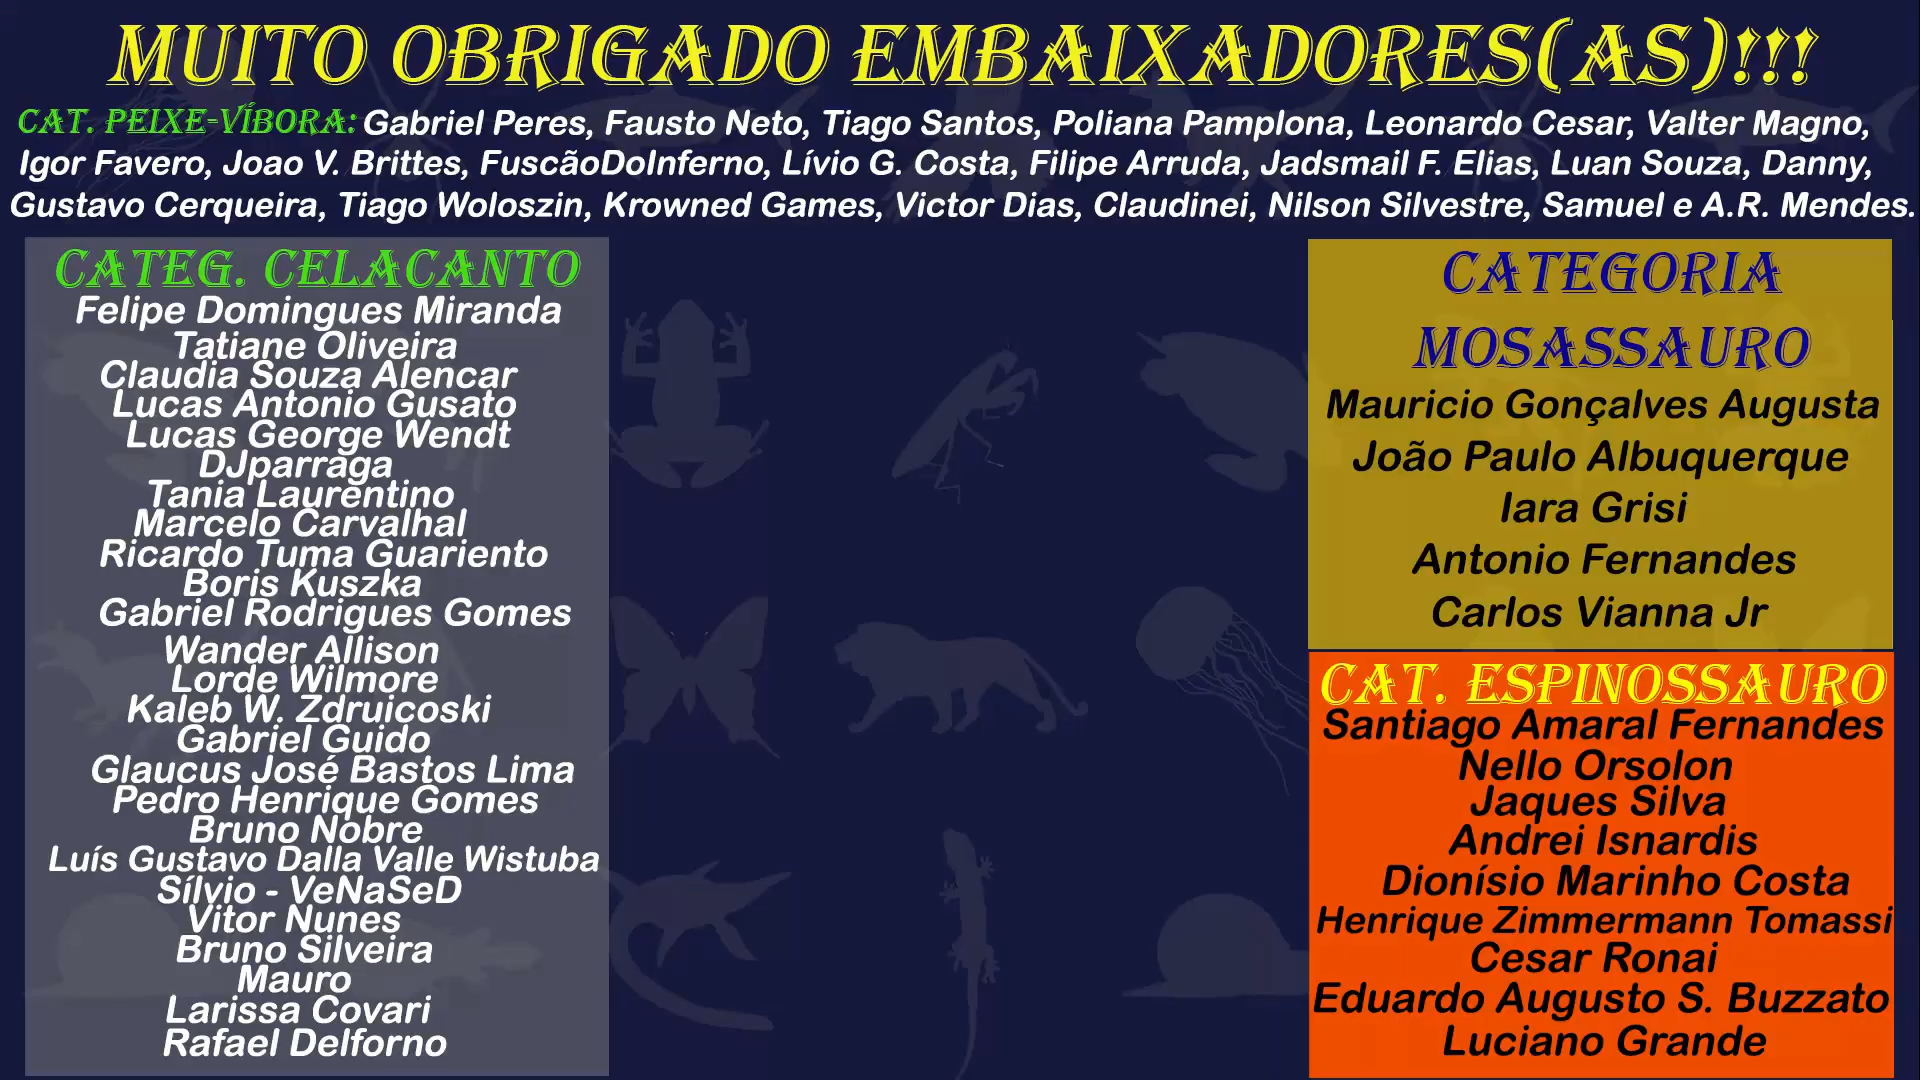 MUITO OBRIGADO EMBAIXADORES(AS)!!!
CAT. PEIXE-VÍBORA: Gabriel Peres, Fausto Neto, Tiago Santos, Poliana Pamplona, Leonardo Cesar, Valter Magno,
Igor Favero, Joao V. Brittes, FuscãoDoInferno, Lívio G. Costa, Filipe Arruda, Jadsmail F. Elias, Luan Souza, Danny,
Gustavo Cerqueira, Tiago Woloszin, Krowned Games, Victor Dias, Claudinei, Nilson Silvestre, Samuel e A.R. Mendes.
CATEG. CELACANTO
Felipe Domingues Miranda
Tatiane Oliveira
Claudia Souza Alencar
Lucas Antonio Gusato
Lucas George Wendt
DJparraga
Tania Laurentino
Marcelo Carvalhal
Ricardo Tuma Guariento
Boris Kuszka
Gabriel Rodrigues Gomes
Wander Allison
Lorde Wilmore
Kaleb W. Zdruicoski
Gabriel Guido
Glaucus José Bastos Lima
Pedro Henrique Gomes
Bruno Nobre
Luís Gustavo Dalla Valle Wistuba
Sílvio - VeNaSeD
Vitor Nunes
Bruno Silveira
Mauro
Larissa Covari
Rafael Delforno
CATEGORIA
MOSASSAURO
Mauricio Gonçalves Augusta
João Paulo Albuquerque
Iara Grisi
Antonio Fernandes
Carlos Vianna Jr
CAT. ESPINOSSAURO
Santiago Amaral Fernandes
Nello Orsolon
Jaques Silva
Andrei Isnardis
Dionísio Marinho Costa
Henrique Zimmermann Tomassi
Cesar Ronai
Eduardo Augusto S. Buzzato
Luciano Grande